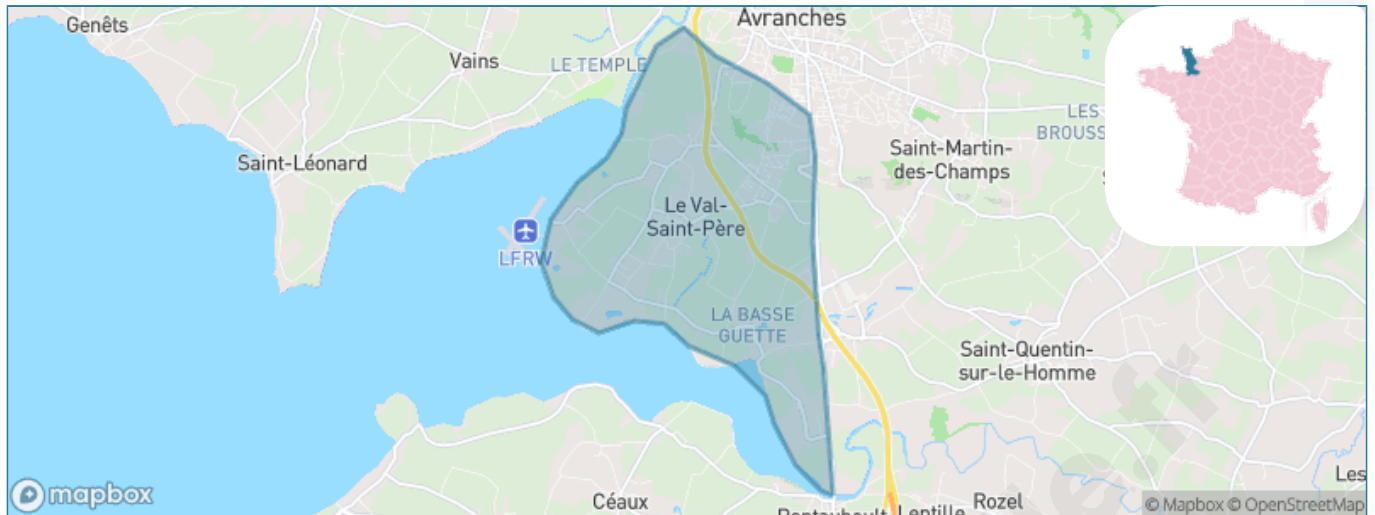 Genêts
Avranches
Vains
LE TEMPLE
LES
BROUSS
Saint-Martin-
des-Champs
Saint-Léonard
Le Val-
Saint-Père
LFRW
LA BASSE
GUETTE
Saint-Quentin-
sur-le-Homme
Les
mapbox
Céaux
Rozel
© Mapbox © OpenStreetMap